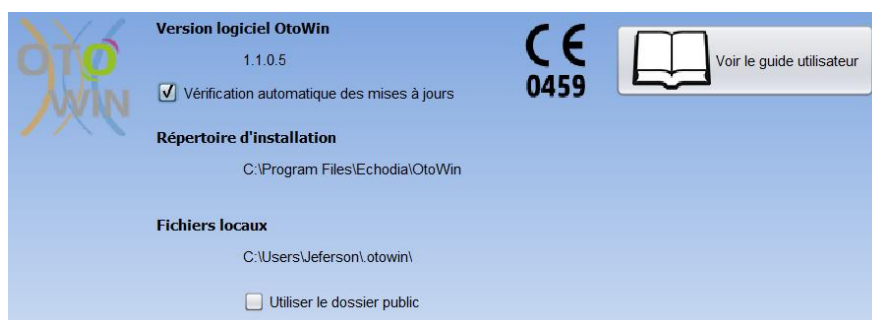 OTO
WIN
Version logiciel OtoWin
1.1.0.5
Vérification automatique des mises à jours
CE
0459
Voir le guide utilisateur
Répertoire d'installation
C:\Program Files\Echodia\OtoWin
Fichiers locaux
C:\Users\Jeferson\.otowin\
Utiliser le dossier public